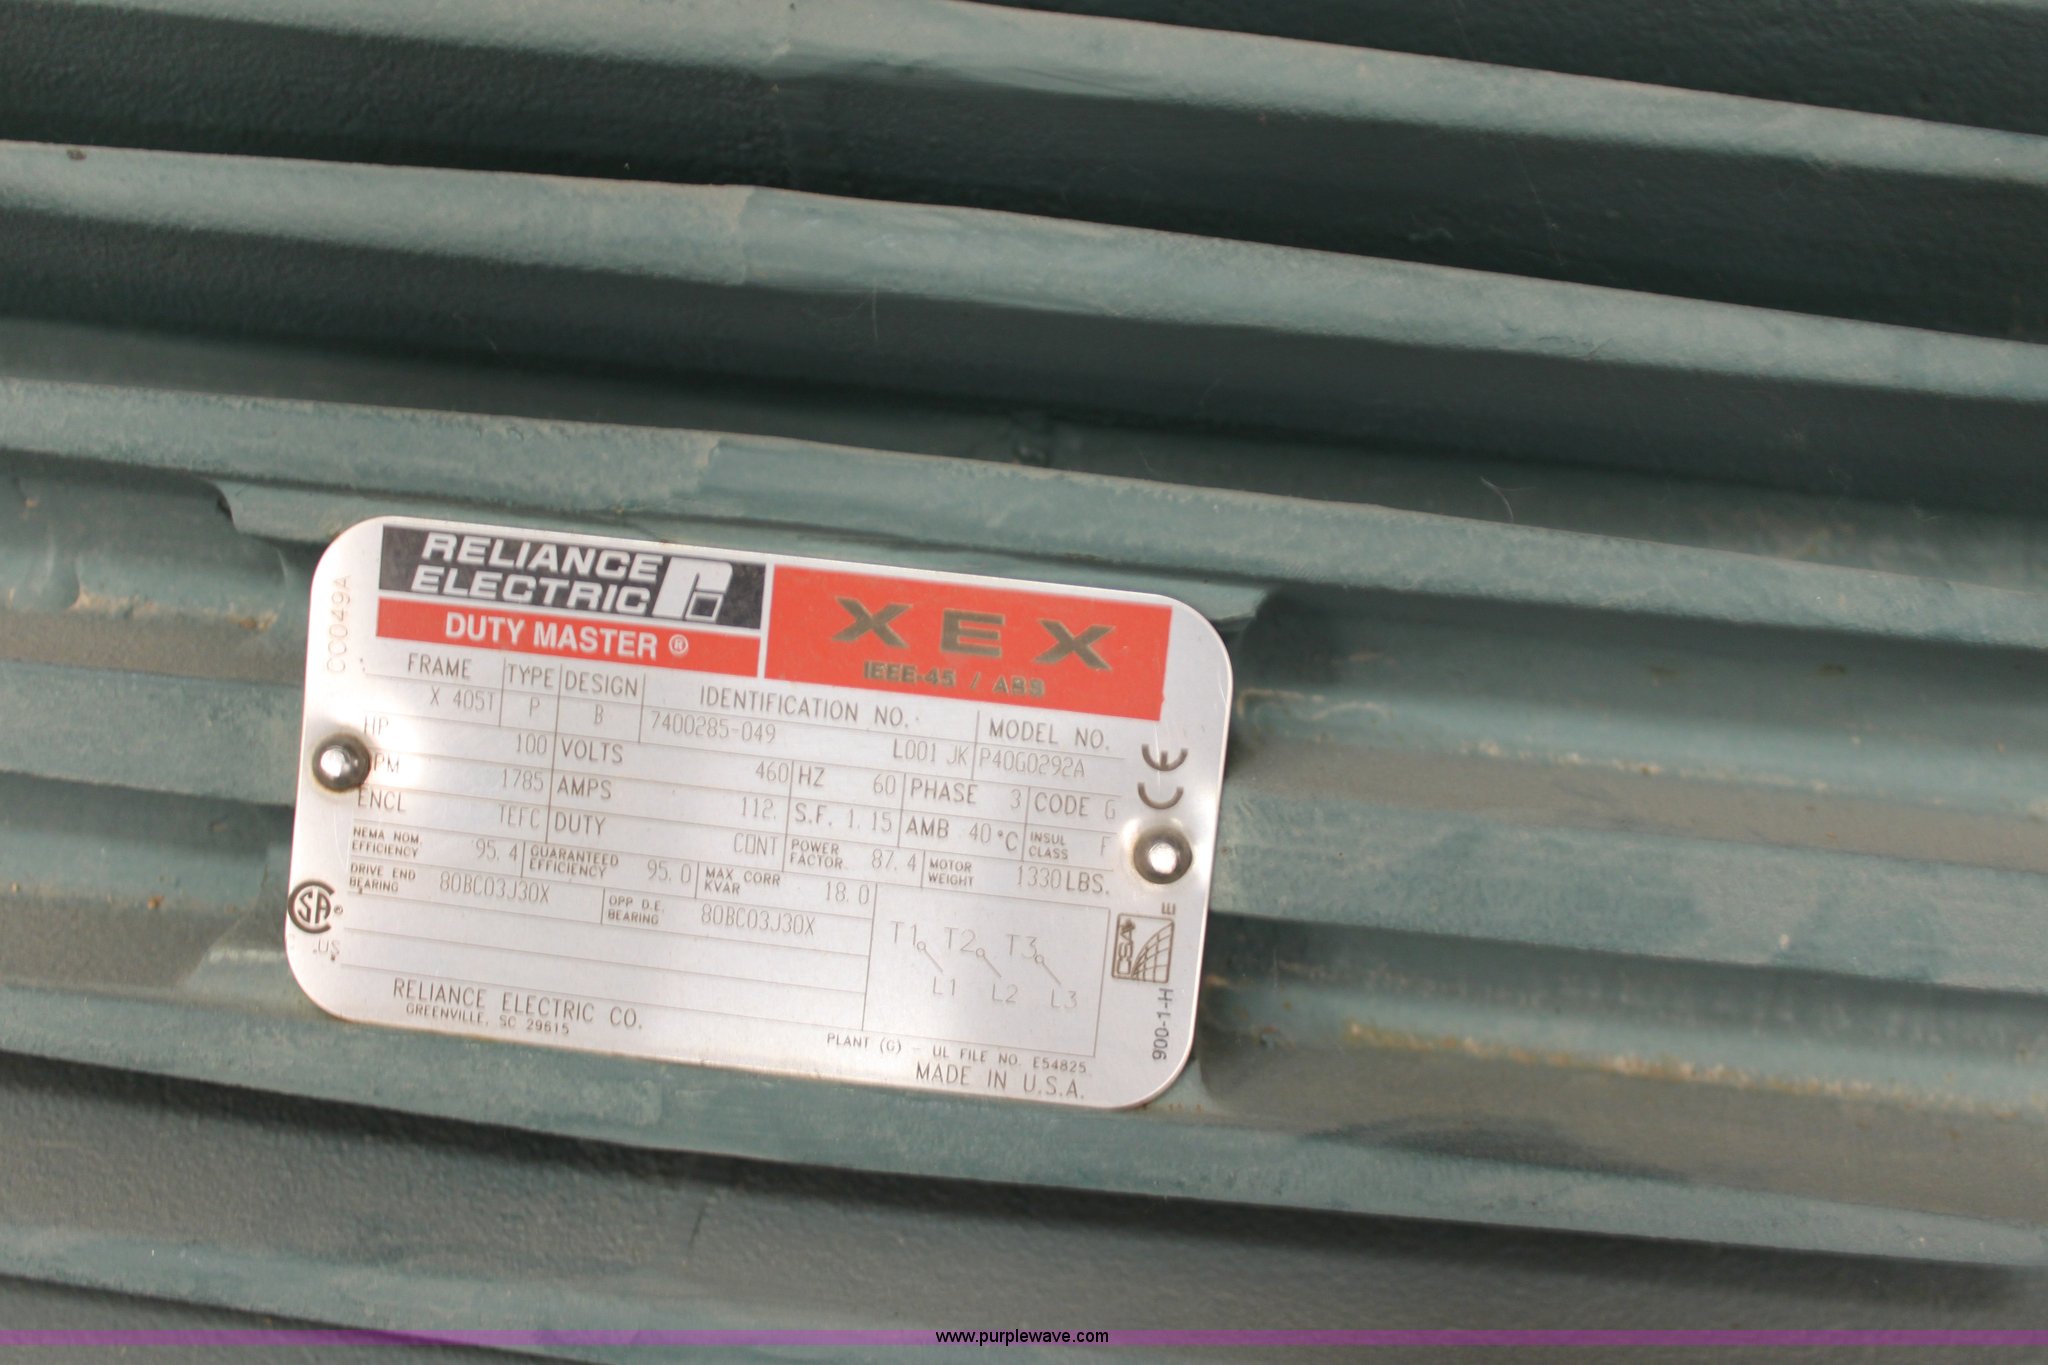 RELIANCE
ELECTRIC
DUTY MASTER ®
XEX
IEEE-45 / ABS
C0049A
FRAME TYPE DESIGN IDENTIFICATION NO. MODEL NO.
X 405T P B 7400285-049 L001 JK P40G0292A
HP 100 VOLTS 460 HZ 60 PHASE 3 CODE G
RPM 1785 AMPS 112. S.F. 1.15 AMB 40°C INSUL CLASS F
ENCL TEFC DUTY CONT POWER FACTOR 87.4 MOTOR WEIGHT 1330 LBS.
NEMA NOM. EFFICIENCY 95.4 GUARANTEED EFFICIENCY 95.0 MAX CORR KVAR 18.0
DRIVE END BEARING 80BC03J30X OPP D.E. BEARING 80BC03J30X
T1 T2 T3
L1 L2 L3
CE
SA ®
US
CSA
E
900-1-H
RELIANCE ELECTRIC CO.
GREENVILLE, SC 29615
PLANT (G) - UL FILE NO. E54825
MADE IN U.S.A.
www.purplewave.com